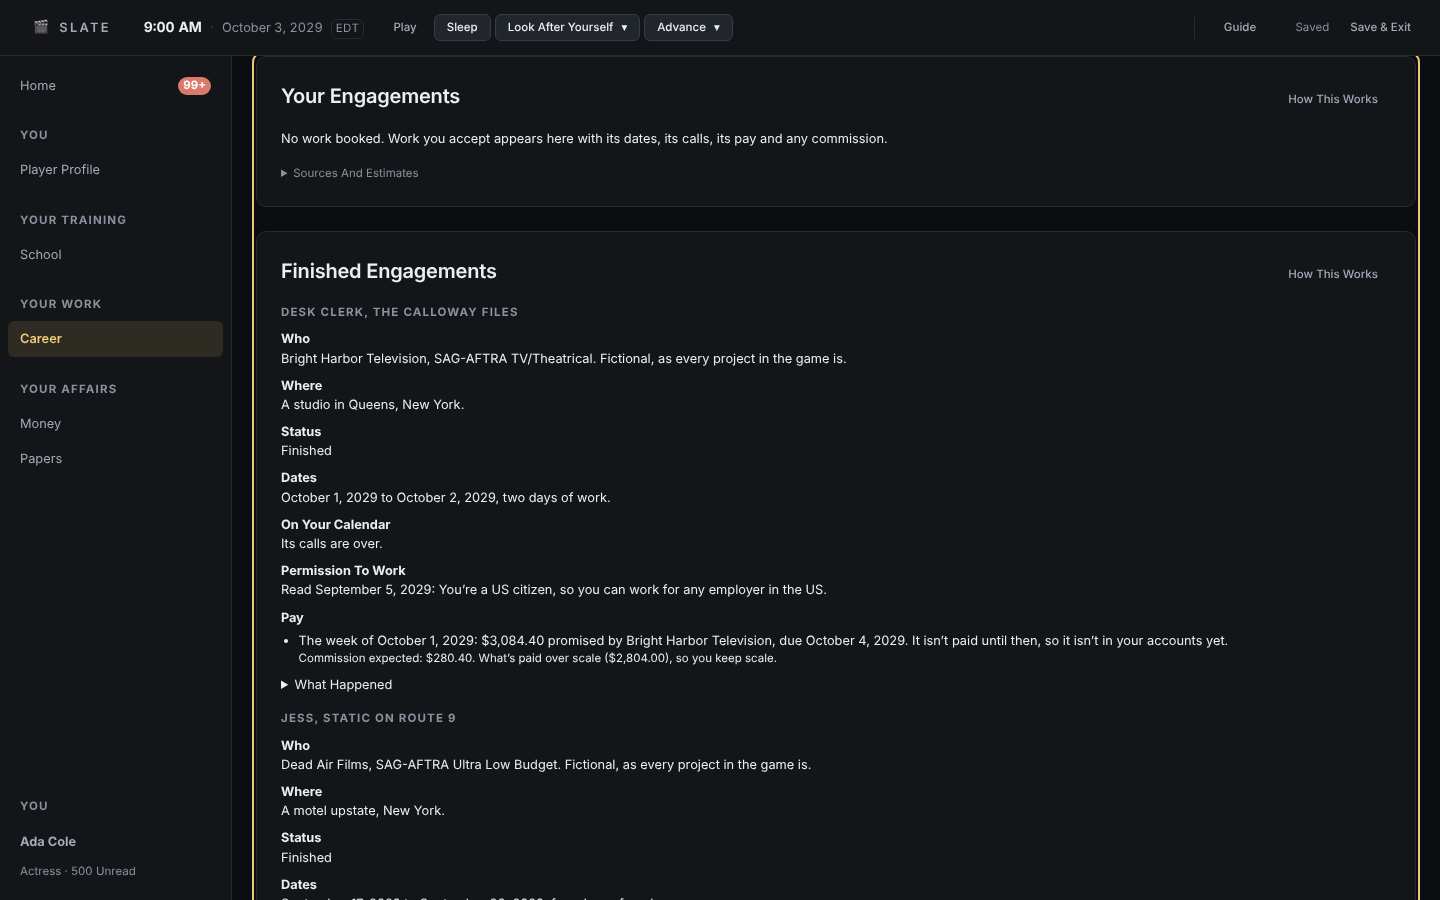 SLATE
9:00 AM · October 3, 2029 EDT
Play
Sleep
Look After Yourself ▾
Advance ▾
Guide
Saved
Save & Exit
Home
99+
YOU
Player Profile
YOUR TRAINING
School
YOUR WORK
Career
YOUR AFFAIRS
Money
Papers
YOU
Ada Cole
Actress · 500 Unread
Your Engagements
How This Works
No work booked. Work you accept appears here with its dates, its calls, its pay and any commission.
▶ Sources And Estimates
Finished Engagements
How This Works
DESK CLERK, THE CALLOWAY FILES
Who
Bright Harbor Television, SAG-AFTRA TV/Theatrical. Fictional, as every project in the game is.
Where
A studio in Queens, New York.
Status
Finished
Dates
October 1, 2029 to October 2, 2029, two days of work.
On Your Calendar
Its calls are over.
Permission To Work
Read September 5, 2029: You’re a US citizen, so you can work for any employer in the US.
Pay
• The week of October 1, 2029: $3,084.40 promised by Bright Harbor Television, due October 4, 2029. It isn’t paid until then, so it isn’t in your accounts yet.
Commission expected: $280.40. What’s paid over scale ($2,804.00), so you keep scale.
▶ What Happened
JESS, STATIC ON ROUTE 9
Who
Dead Air Films, SAG-AFTRA Ultra Low Budget. Fictional, as every project in the game is.
Where
A motel upstate, New York.
Status
Finished
Dates